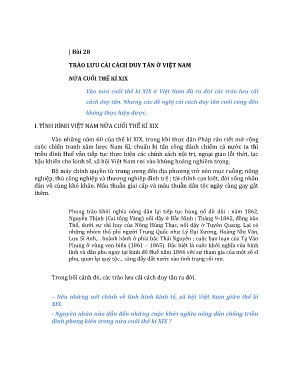 | Bài 28
TRÀO LƯU CẢI CÁCH DUY TÂN Ở VIỆT NAM
NỬA CUỐI THẾ KỈ XIX
Vào nửa cuối thế kỉ XIX ở Việt Nam đã ra đời các trào lưu cải
cách duy tân. Nhưng các đề nghị cải cách duy tân cuối cùng đều
không thực hiện được.
I. TÌNH HÌNH VIỆT NAM NỬA CUỐI THẾ KỈ XIX
Vào những năm 60 của thế kỉ XIX, trong khi thực dân Pháp ráo riết mở rộng
cuộc chiến tranh xâm lược Nam Kì, chuẩn bị tấn công đánh chiếm cả nước ta thì
triều đình Huế vẫn tiếp tục thực hiện các chính sách nội trị, ngoại giao lỗi thời, lạc
hậu khiến cho kinh tế, xã hội Việt Nam rơi vào khủng hoảng nghiêm trọng.
Bộ máy chính quyền từ trung ương đến địa phương trở nên mục ruỗng; nông
nghiệp, thủ công nghiệp và thương nghiệp đình trệ ; tài chính cạn kiệt, đời sống nhân
dân vô cùng khó khăn. Mâu thuẫn giai cấp và mâu thuẫn dân tộc ngày càng gay gắt
thêm.
Phong trào khởi nghĩa nông dân lại tiếp tục bùng nổ dữ dội : năm 1862,
Nguyễn Thịnh (Cai tổng Vàng) nổi dậy ở Bắc Ninh ; Tháng 9-1862, đồng bào
Thổ, dưới sự chỉ huy của Nông Hùng Thạc, nổi dậy ở Tuyên Quang. Lại có
những nhóm thổ phỉ người Trung Quốc như Lý Đại Xương, Hoàng Nhị Vãn,
Lưu Sĩ Anh,... hoành hành ở phía bắc Thái Nguyên ; cuộc bạo loạn của Tạ Văn
Phụng ở vùng ven biển (1861 - 1865). Đặc biệt là cuộc khởi nghĩa của binh
lính và dân phu ngay tại kinh đô Huế năm 1866 với sự tham gia của một số sĩ
phu, quan lại quý tộc... càng đẩy đất nước vào tình trạng rối ren.
Trong bối cảnh đó, các trào lưu cải cách duy tân ra đời.
- Nêu những nét chính về tình hình kinh tế, xã hội Việt Nam giữa thế kỉ
XIX.
- Nguyên nhân nào dẫn đến những cuộc khởi nghĩa nông dân chống triều
đình phong kiến trong nửa cuối thế kỉ XIX ?